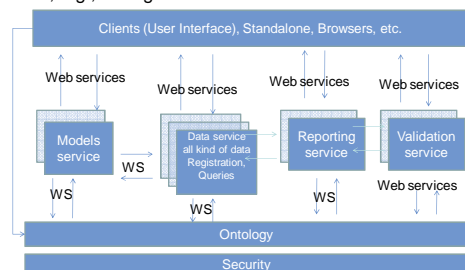 Clients (User Interface), Standalone, Browsers, etc.
Web services
Web services
Web services
Web services
Models
service
Data service
all kind of data
Registration,
Queries
Reporting
service
Validation
service
WS
WS
WS
WS
Web services
Ontology
Security